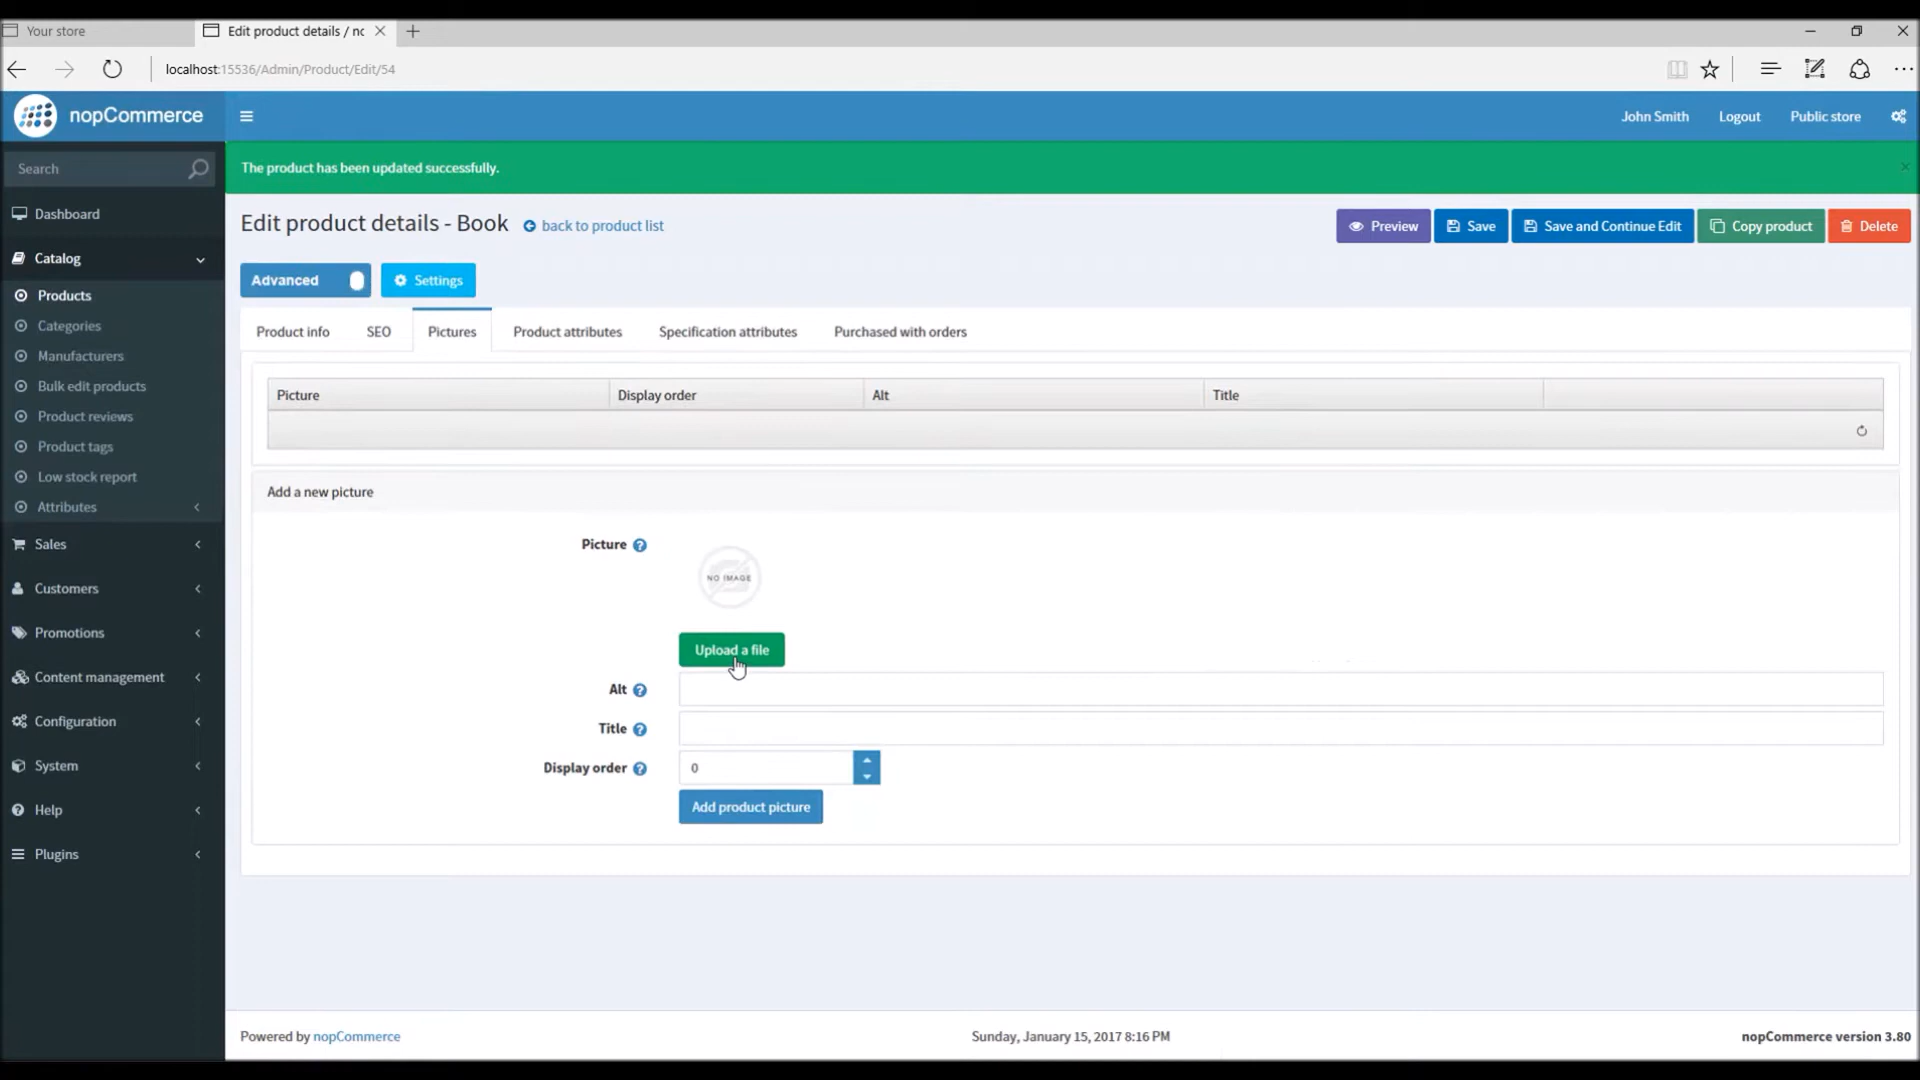 Your store
Edit product details / nc
localhost:15536/Admin/Product/Edit/54
nopCommerce
John Smith
Logout
Public store
Search
The product has been updated successfully.
Dashboard
Edit product details - Book
back to product list
Preview
Save
Save and Continue Edit
Copy product
Delete
Catalog
Advanced
Settings
Products
Categories
Manufacturers
Bulk edit products
Product reviews
Product tags
Low stock report
Attributes
Sales
Customers
Promotions
Content management
Configuration
System
Help
Plugins
Product info
SEO
Pictures
Product attributes
Specification attributes
Purchased with orders
Picture
Display order
Alt
Title
Add a new picture
Picture
NO IMAGE
Upload a file
Alt
Title
Display order
0
Add product picture
Powered by nopCommerce
Sunday, January 15, 2017 8:16 PM
nopCommerce version 3.80